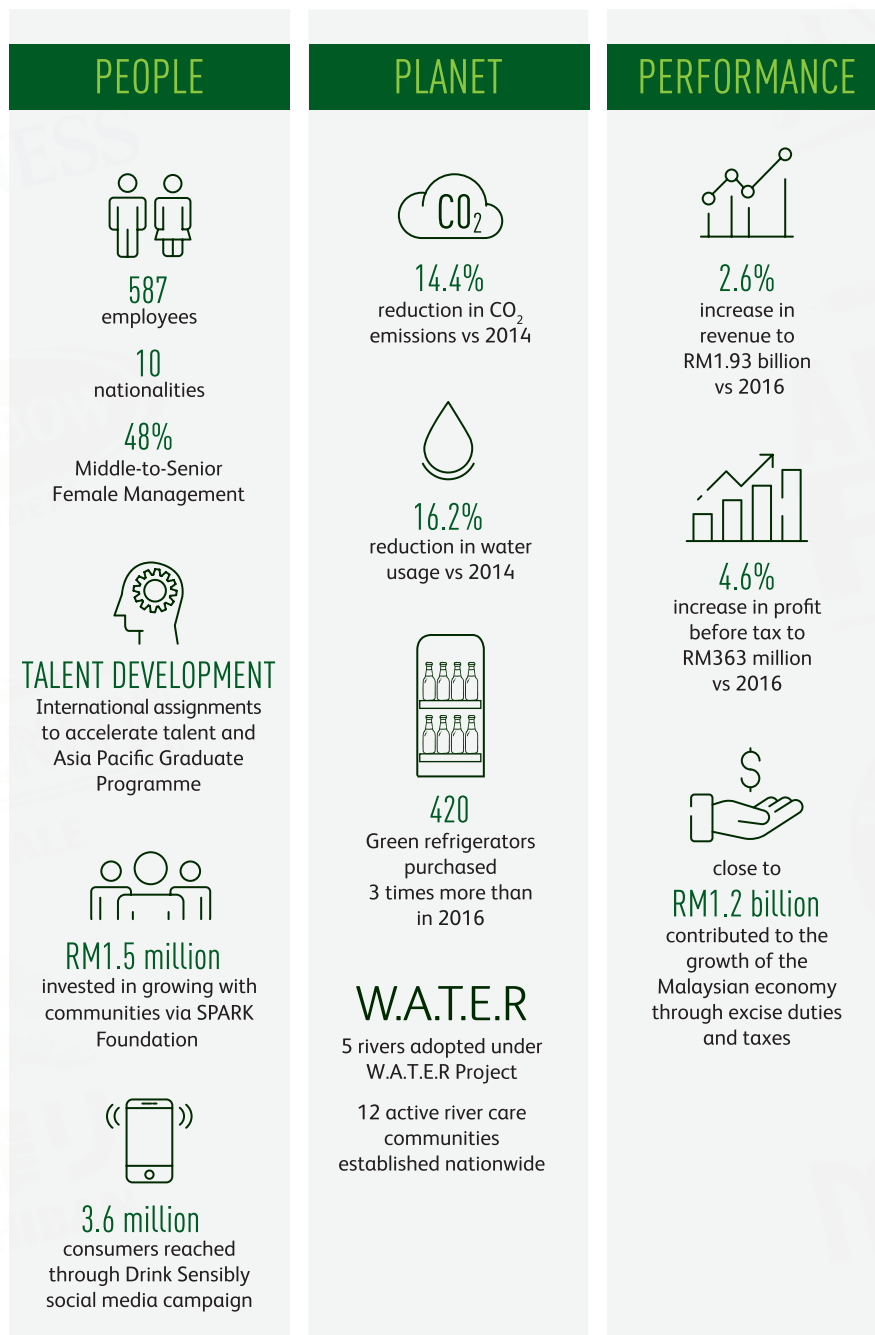 PEOPLE
587
employees
10
nationalities
48%
Middle-to-Senior
Female Management
TALENT DEVELOPMENT
International assignments
to accelerate talent and
Asia Pacific Graduate
Programme
RM1.5 million
invested in growing with
communities via SPARK
Foundation
3.6 million
consumers reached
through Drink Sensibly
social media campaign
PLANET
CO2
14.4%
reduction in CO2
emissions vs 2014
16.2%
reduction in water
usage vs 2014
420
Green refrigerators
purchased
3 times more than
in 2016
W.A.T.E.R
5 rivers adopted under
W.A.T.E.R Project
12 active river care
communities
established nationwide
PERFORMANCE
2.6%
increase in
revenue to
RM1.93 billion
vs 2016
4.6%
increase in profit
before tax to
RM363 million
vs 2016
$
close to
RM1.2 billion
contributed to the
growth of the
Malaysian economy
through excise duties
and taxes